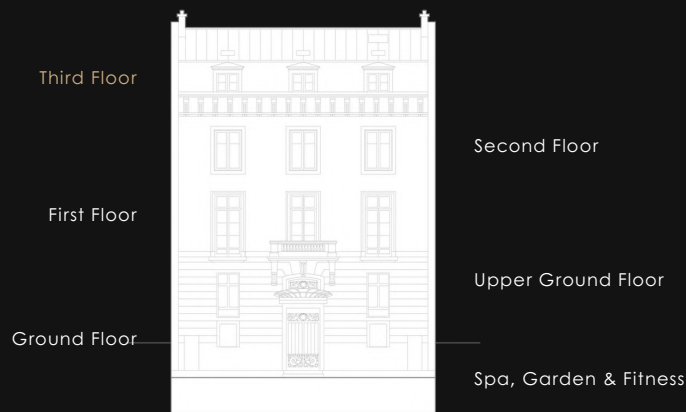 Third Floor
Second Floor
First Floor
Upper Ground Floor
Ground Floor
Spa, Garden & Fitness